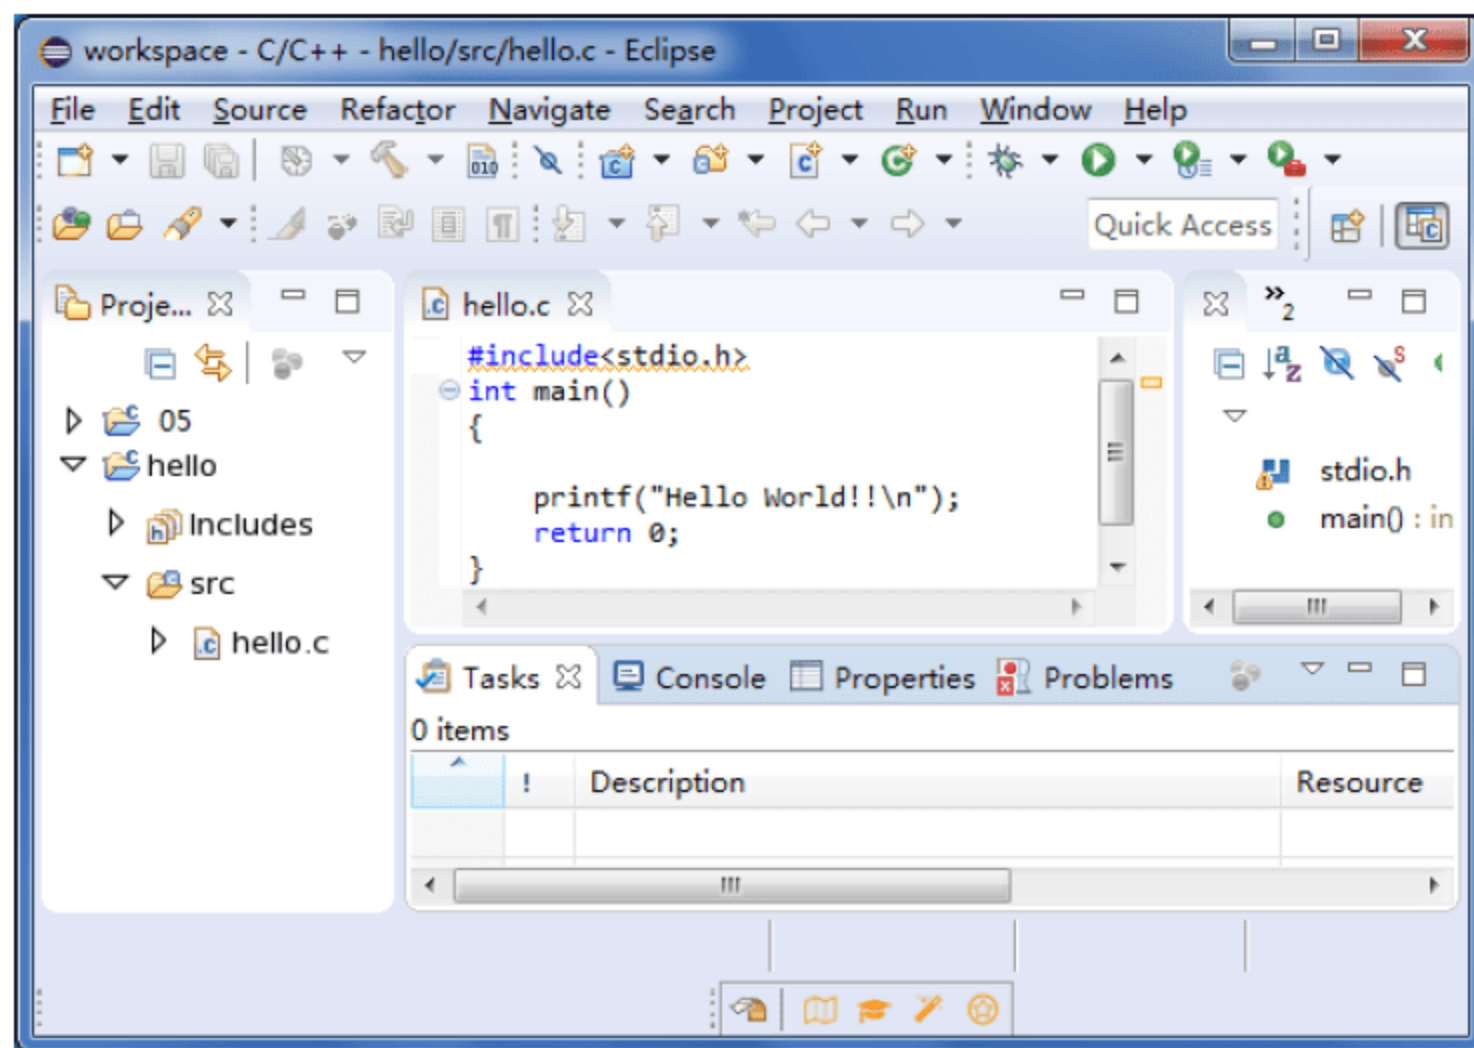 workspace - C/C++ - hello/src/hello.c - Eclipse
File Edit Source Refactor Navigate Search Project Run Window Help
010
Quick Access
Proje...
05
hello
Includes
src
hello.c
hello.c
#include<stdio.h>
int main()
{
printf("Hello World!!\n");
return 0;
}
»2
stdio.h
main() : in
Tasks Console Properties Problems
0 items
! Description Resource